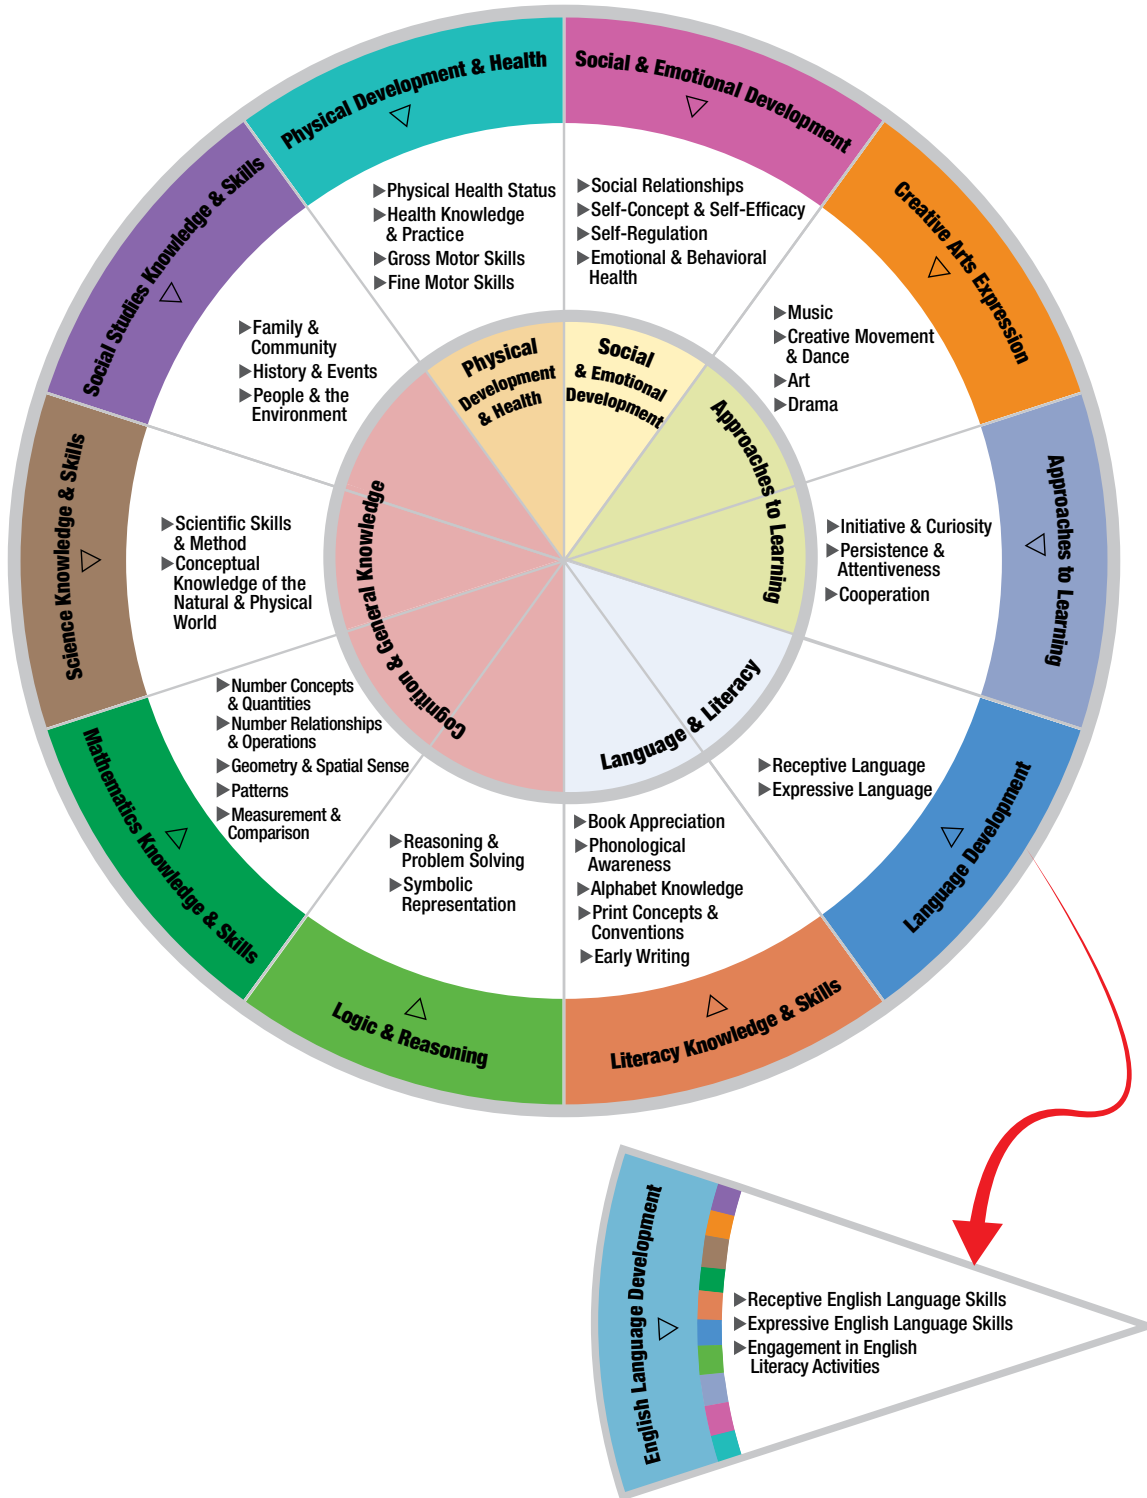 Physical Development & Health
Physical Health Status
Health Knowledge
& Practice
Gross Motor Skills
Fine Motor Skills
Social & Emotional Development
Social Relationships
Self-Concept & Self-Efficacy
Self-Regulation
Emotional & Behavioral
Health
Creative Arts Expression
Music
Creative Movement
& Dance
Art
Drama
Approaches to Learning
Initiative & Curiosity
Persistence &
Attentiveness
Cooperation
Language Development
Receptive Language
Expressive Language
Literacy Knowledge & Skills
Book Appreciation
Phonological
Awareness
Alphabet Knowledge
Print Concepts &
Conventions
Early Writing
Logic & Reasoning
Reasoning &
Problem Solving
Symbolic
Representation
Mathematics Knowledge & Skills
Number Concepts
& Quantities
Number Relationships
& Operations
Geometry & Spatial Sense
Patterns
Measurement &
Comparison
Science Knowledge & Skills
Scientific Skills
& Method
Conceptual
Knowledge of the
Natural & Physical
World
Social Studies Knowledge & Skills
Family &
Community
History & Events
People & the
Environment
Physical
Development
& Health
Social
& Emotional
Development
Approaches to Learning
Language & Literacy
Cognition & General Knowledge
English Language Development
Receptive English Language Skills
Expressive English Language Skills
Engagement in English
Literacy Activities